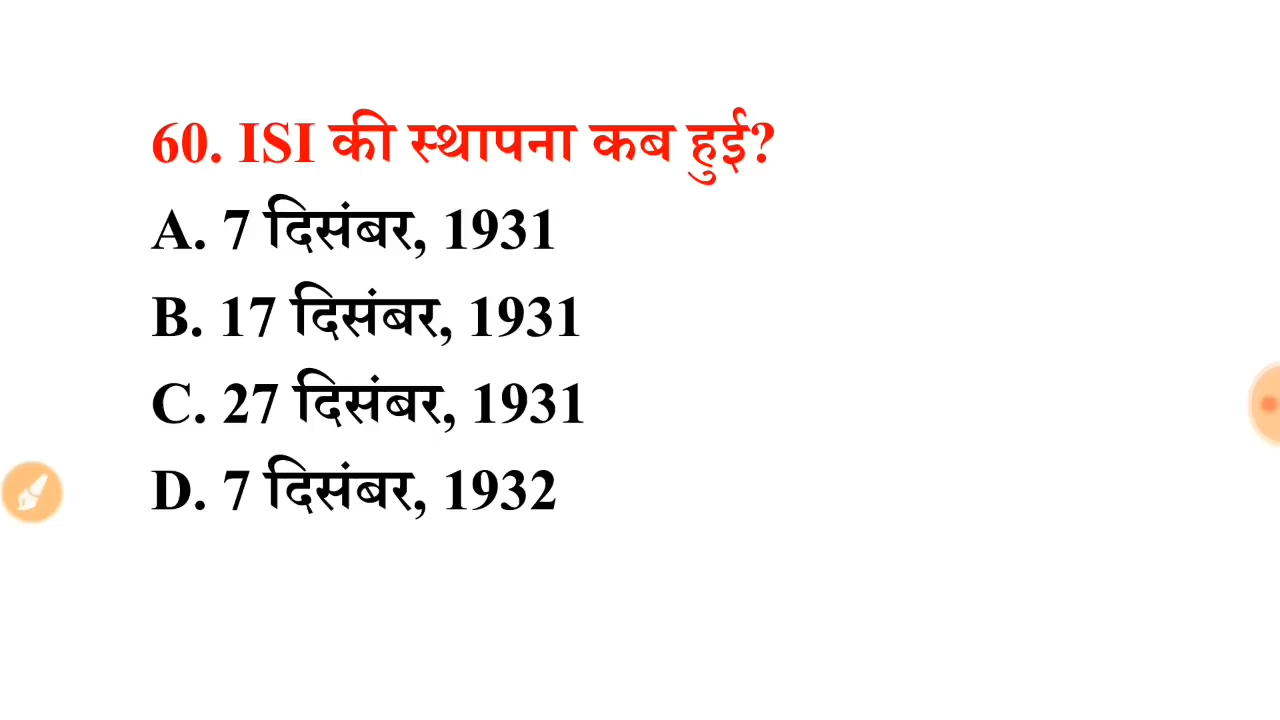 60. ISI की स्थापना कब हुई?
A. 7 दिसंबर, 1931
B. 17 दिसंबर, 1931
C. 27 दिसंबर, 1931
D. 7 दिसंबर, 1932